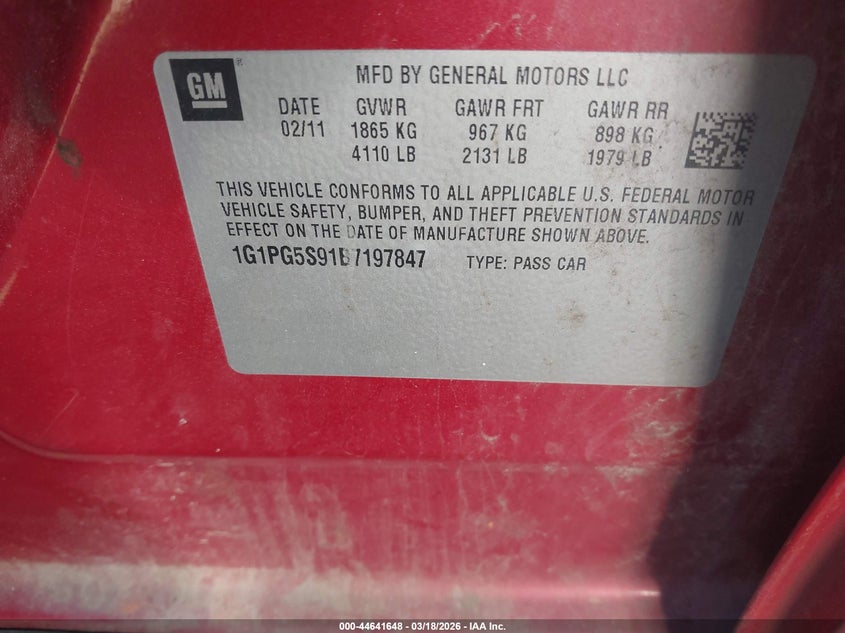 GM
MFD BY GENERAL MOTORS LLC
DATE GVWR GAWR FRT GAWR RR
02/11 1865 KG 967 KG 898 KG
4110 LB 2131 LB 1979 LB
THIS VEHICLE CONFORMS TO ALL APPLICABLE U.S. FEDERAL MOTOR
VEHICLE SAFETY, BUMPER, AND THEFT PREVENTION STANDARDS IN
EFFECT ON THE DATE OF MANUFACTURE SHOWN ABOVE.
1G1PG5S91B7197847 TYPE: PASS CAR
000-44641648 - 03/18/2026 - IAA Inc.